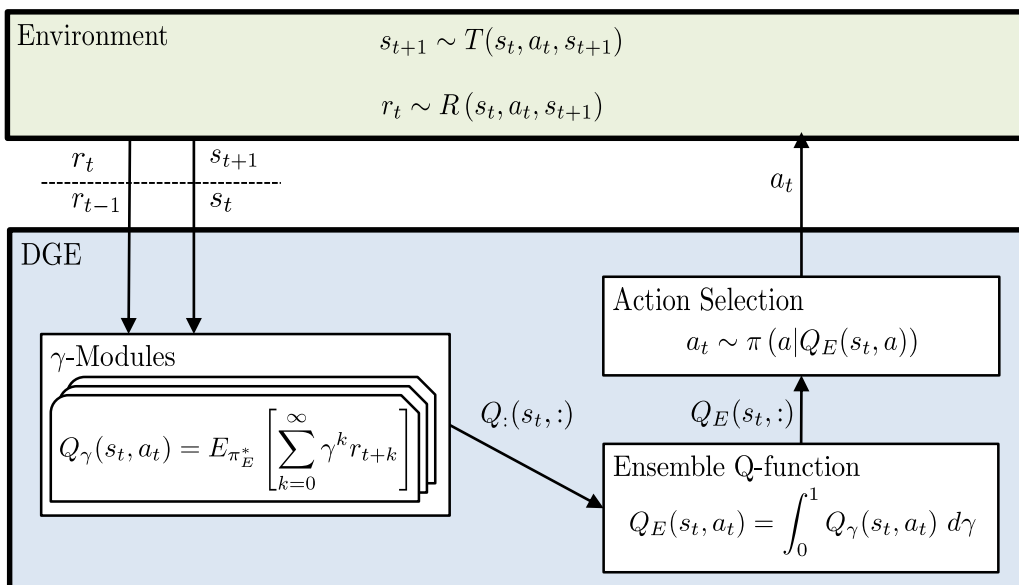 Environment
s_{t+1} ∼ T(s_t, a_t, s_{t+1})
r_t ∼ R (s_t, a_t, s_{t+1})
r_t s_{t+1}
a_t
r_{t−1} s_t
DGE
Action Selection
a_t ∼ π (a|Q_E(s_t, a))
γ-Modules
Q_γ(s_t, a_t) = E_{π_E^*} [∑_{k=0}^{∞} γ^k r_{t+k}]
Q_:(s_t, :)
Q_E(s_t, :)
Ensemble Q-function
Q_E(s_t, a_t) = ∫_0^1 Q_γ(s_t, a_t) dγ